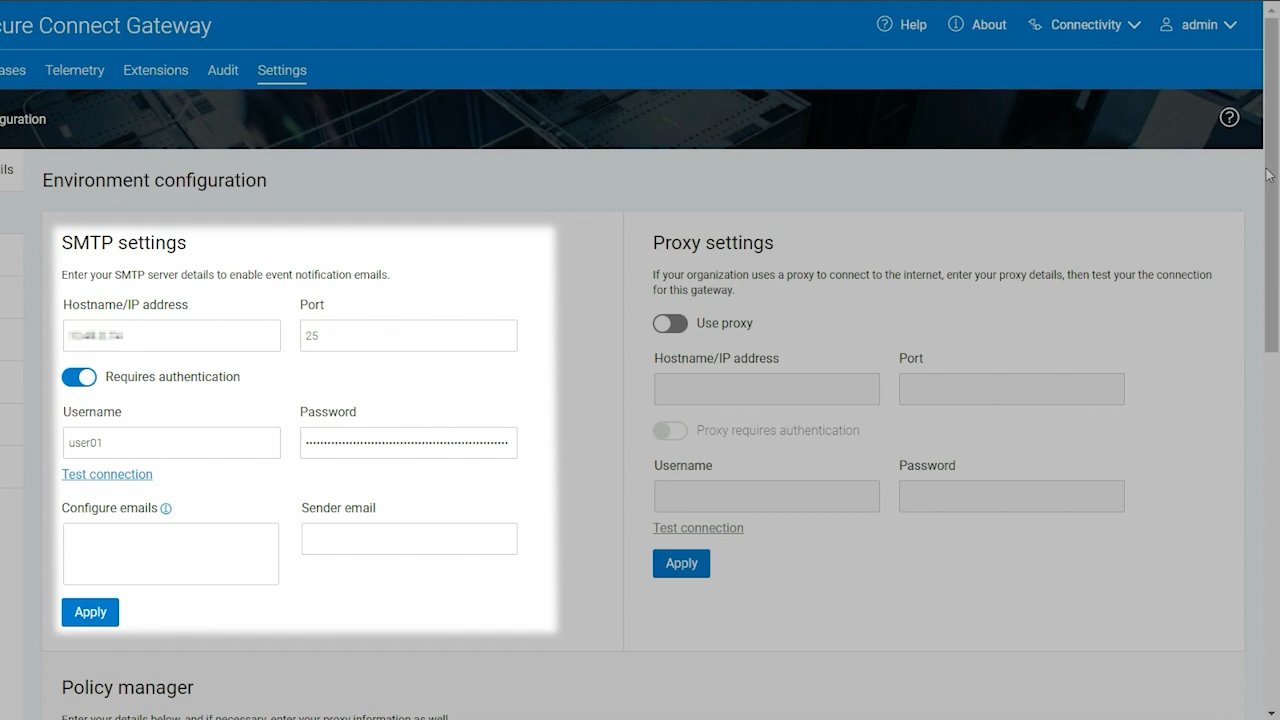 cure Connect Gateway
Help
About
Connectivity
admin
ases
Telemetry
Extensions
Audit
Settings
guration
ils
Environment configuration
SMTP settings
Enter your SMTP server details to enable event notification emails.
Hostname/IP address
Port
25
Requires authentication
Username
Password
user01
Test connection
Configure emails
Sender email
Apply
Proxy settings
If your organization uses a proxy to connect to the internet, enter your proxy details, then test your the connection
for this gateway.
Use proxy
Hostname/IP address
Port
Proxy requires authentication
Username
Password
Test connection
Apply
Policy manager
Enter your details below, and if necessary, enter your proxy information as well.